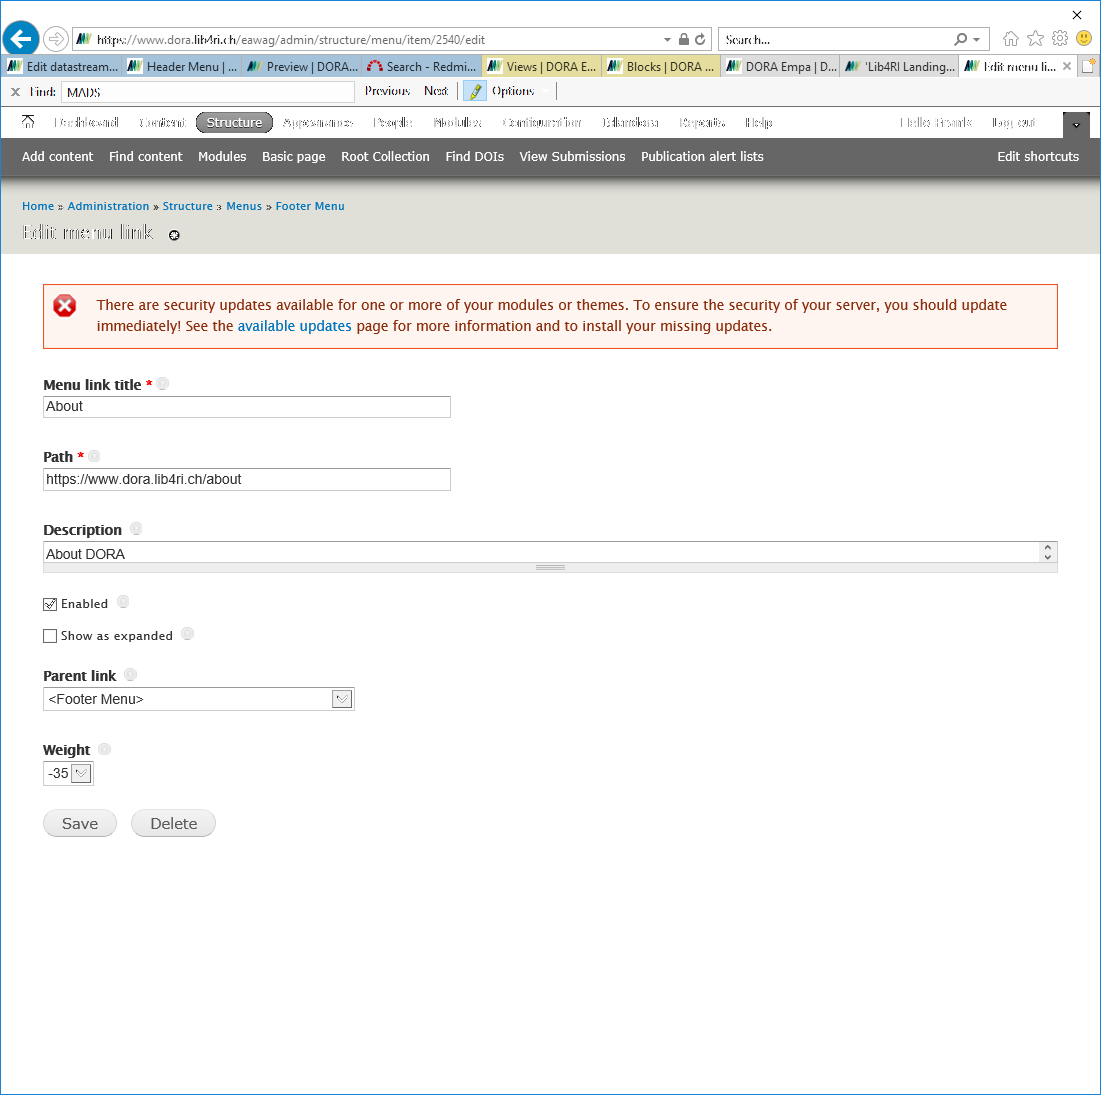 https://www.dora.lib4ri.ch/eawag/admin/structure/menu/item/2540/edit
Search...
Edit datastream...
Header Menu | ...
Preview | DORA...
Search - Redmi...
Views | DORA E...
Blocks | DORA ...
DORA Empa | D...
'Lib4RI Landing...
Edit menu li...
x Find: MADS Previous Next Options
Dashboard Content Structure Appearance People Modules Configuration Islandora Reports Help Hello frank Log out
Add content Find content Modules Basic page Root Collection Find DOIs View Submissions Publication alert lists Edit shortcuts
Home » Administration » Structure » Menus » Footer Menu
Edit menu link
There are security updates available for one or more of your modules or themes. To ensure the security of your server, you should update
immediately! See the available updates page for more information and to install your missing updates.
Menu link title *
About
Path *
https://www.dora.lib4ri.ch/about
Description
About DORA
Enabled
Show as expanded
Parent link
<Footer Menu>
Weight
-35
Save Delete